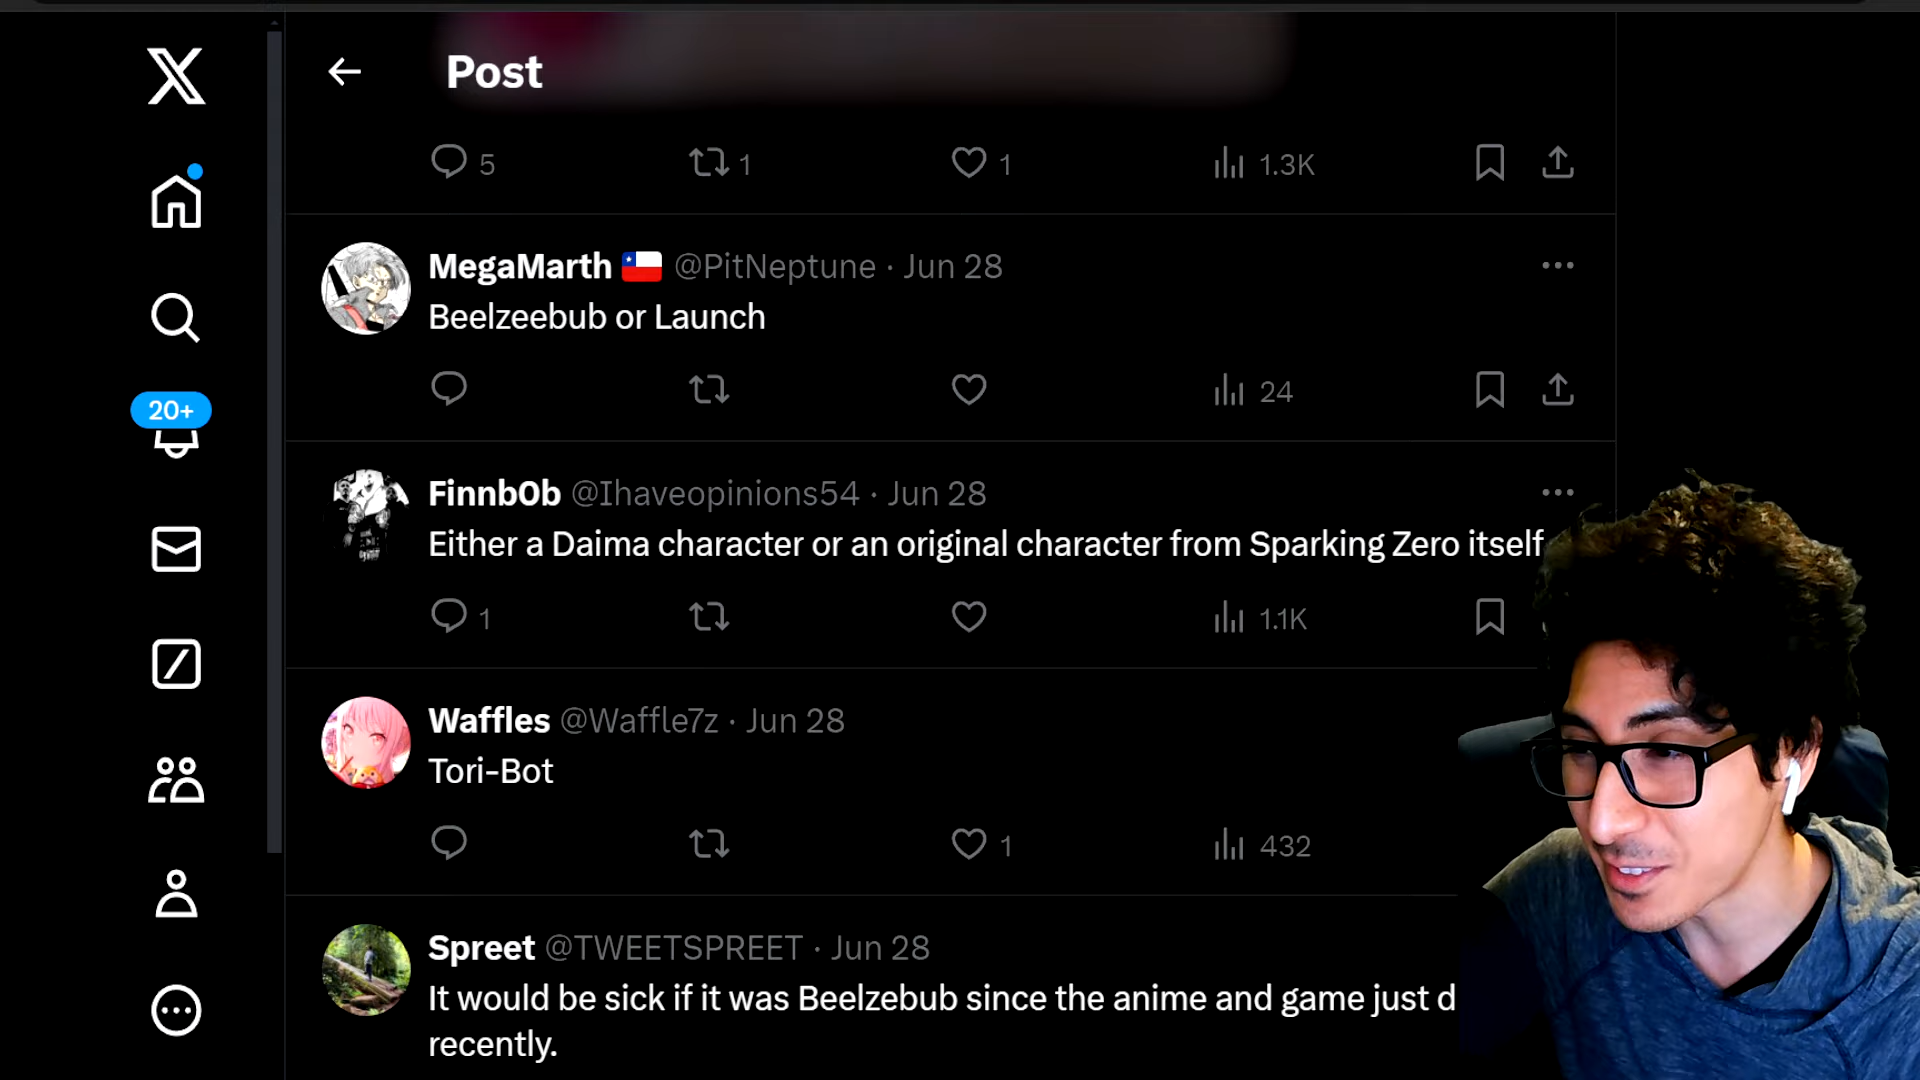 Post
5 1 1 1.3K
MegaMarth 🇨🇱 @PitNeptune · Jun 28
Beelzeebub or Launch
24
20+
FinnbOb @Ihaveopinions54 · Jun 28
Either a Daima character or an original character from Sparking Zero itself
1 1.1K
Waffles @Waffle7z · Jun 28
Tori-Bot
1 432
Spreet @TWEETSPREET · Jun 28
It would be sick if it was Beelzebub since the anime and game just d
recently.